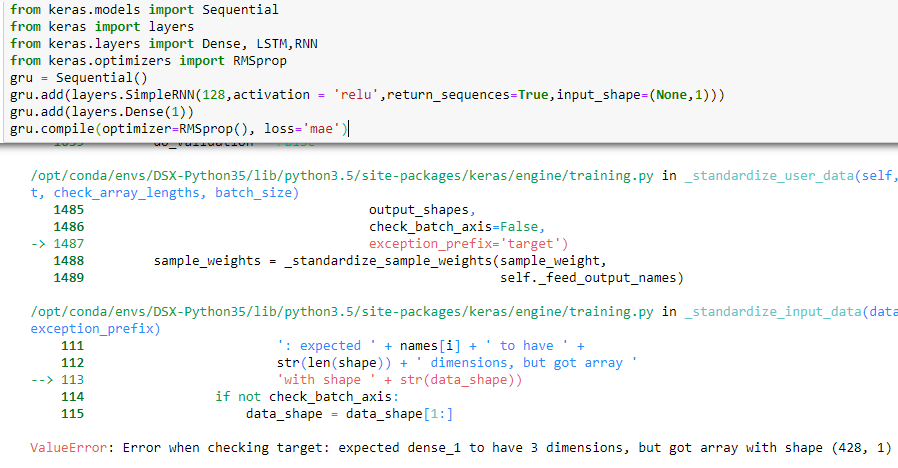 from keras.models import Sequential
from keras import layers
from keras.layers import Dense, LSTM,RNN
from keras.optimizers import RMSprop
gru = Sequential()
gru.add(layers.SimpleRNN(128,activation = 'relu',return_sequences=True,input_shape=(None,1)))
gru.add(layers.Dense(1))
gru.compile(optimizer=RMSprop(), loss='mae')
/opt/conda/envs/DSX-Python35/lib/python3.5/site-packages/keras/engine/training.py in _standardize_user_data(self,
t, check_array_lengths, batch_size)
1485 output_shapes,
1486 check_batch_axis=False,
-> 1487 exception_prefix='target')
1488 sample_weights = _standardize_sample_weights(sample_weight,
1489 self._feed_output_names)
/opt/conda/envs/DSX-Python35/lib/python3.5/site-packages/keras/engine/training.py in _standardize_input_data(data
exception_prefix)
111 ': expected ' + names[i] + ' to have ' +
112 str(len(shape)) + ' dimensions, but got array '
--> 113 'with shape ' + str(data_shape))
114 if not check_batch_axis:
115 data_shape = data_shape[1:]
ValueError: Error when checking target: expected dense_1 to have 3 dimensions, but got array with shape (428, 1)